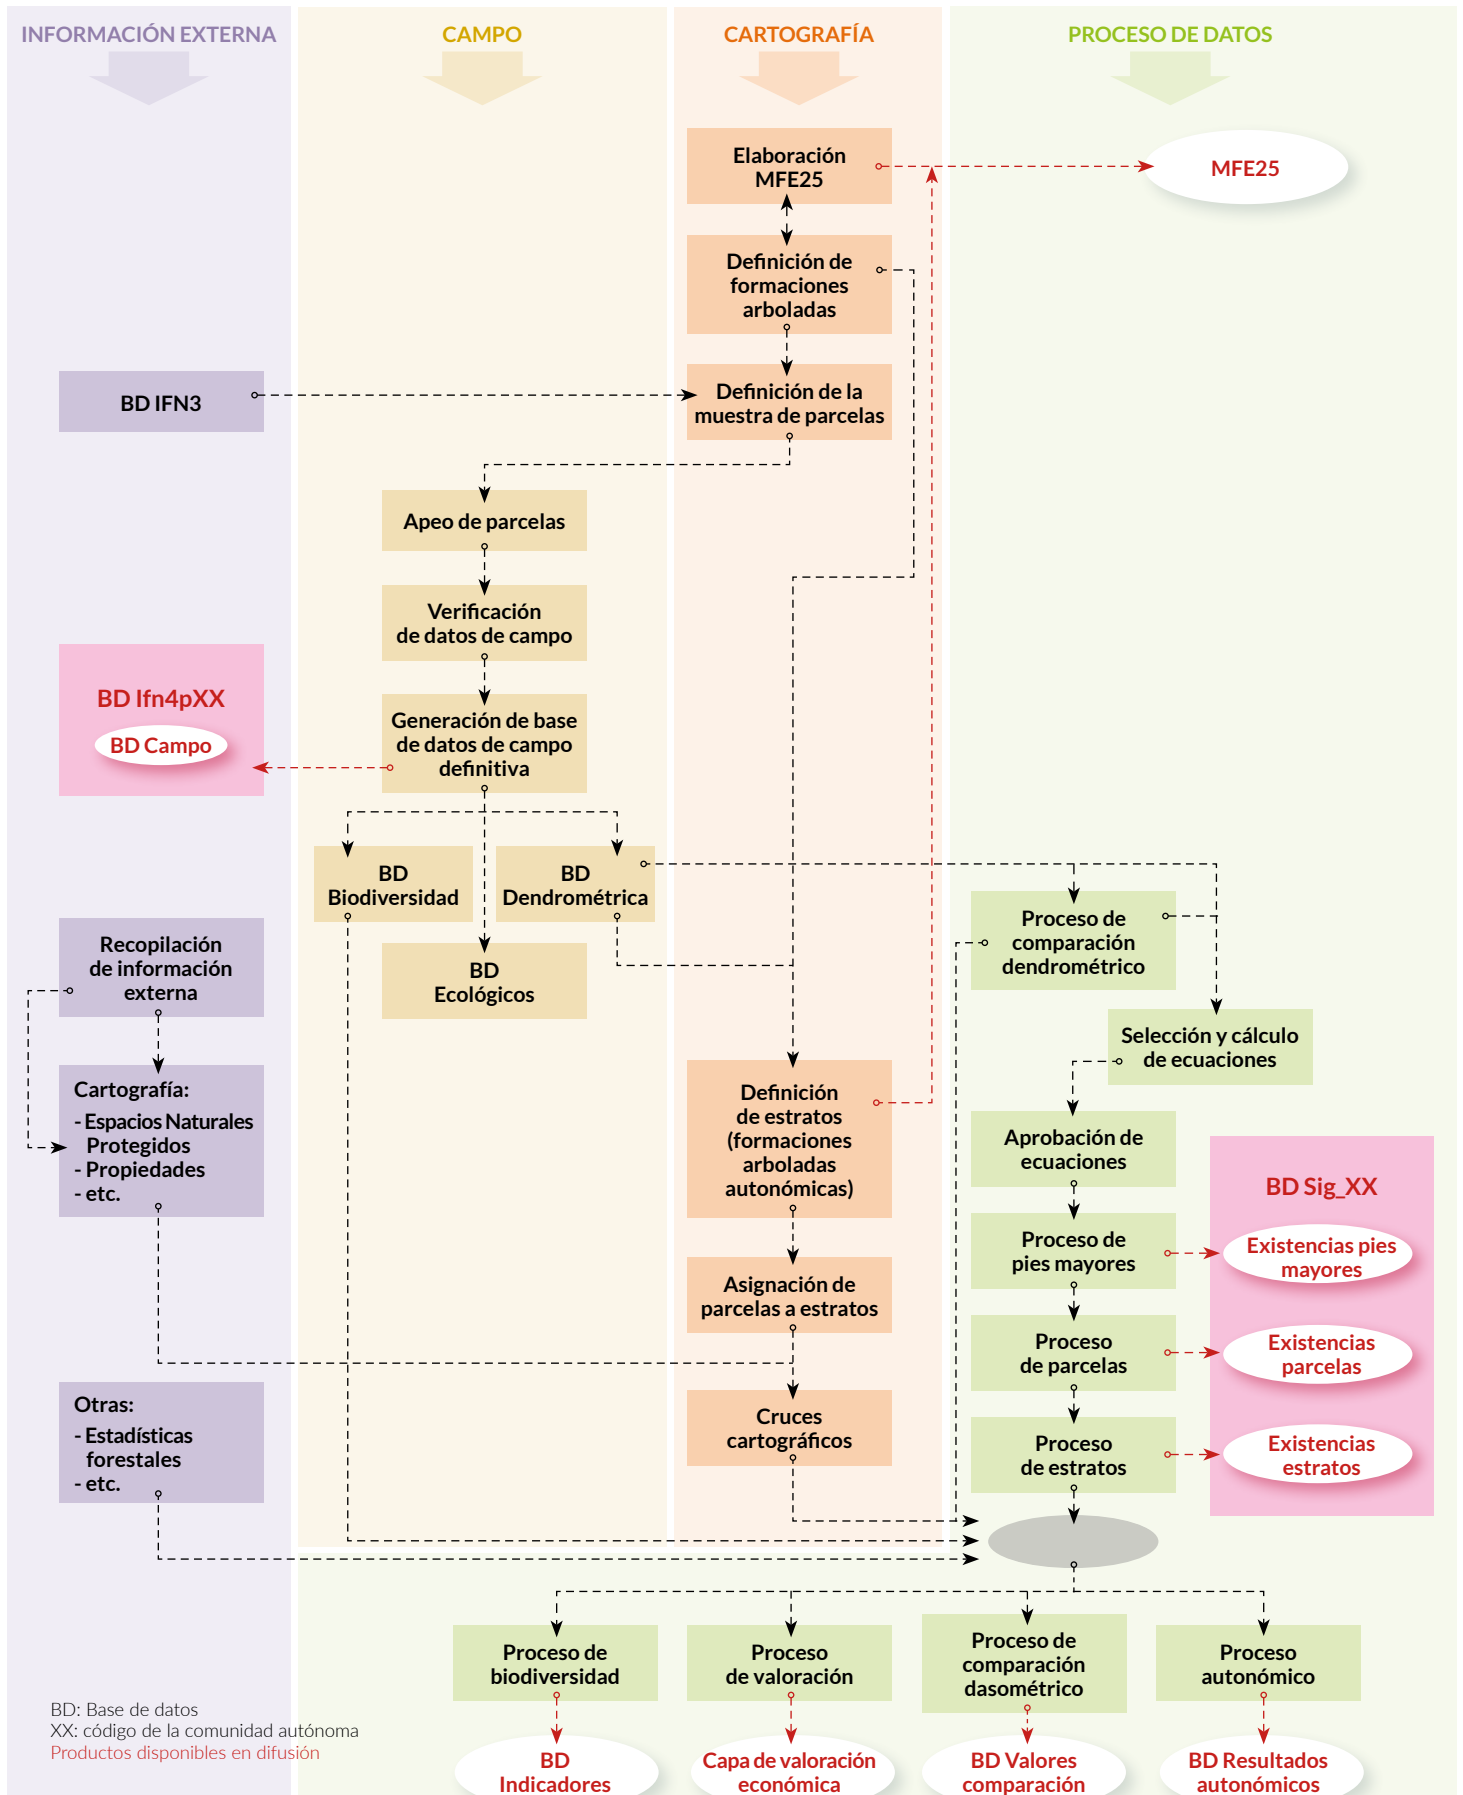 INFORMACIÓN EXTERNA
CAMPO
CARTOGRAFÍA
PROCESO DE DATOS
Elaboración
MFE25
MFE25
Definición de
formaciones
arboladas
BD IFN3
Definición de la
muestra de parcelas
Apeo de parcelas
Verificación
de datos de campo
BD Ifn4pXX
BD Campo
Generación de base
de datos de campo
definitiva
BD
Biodiversidad
BD
Dendrométrica
BD
Ecológicos
Proceso de
comparación
dendrométrico
Recopilación
de información
externa
Selección y cálculo
de ecuaciones
Cartografía:
- Espacios Naturales
Protegidos
- Propiedades
- etc.
Definición
de estratos
(formaciones
arboladas
autonómicas)
Aprobación de
ecuaciones
BD Sig_XX
Proceso de
pies mayores
Existencias pies
mayores
Asignación de
parcelas a estratos
Proceso
de parcelas
Existencias
parcelas
Otras:
- Estadísticas
forestales
- etc.
Cruces
cartográficos
Proceso
de estratos
Existencias
estratos
Proceso de
biodiversidad
Proceso
de valoración
Proceso de
comparación
dasométrico
Proceso
autonómico
BD: Base de datos
XX: código de la comunidad autónoma
Productos disponibles en difusión
BD
Indicadores
Capa de valoración
económica
BD Valores
comparación
BD Resultados
autonómicos